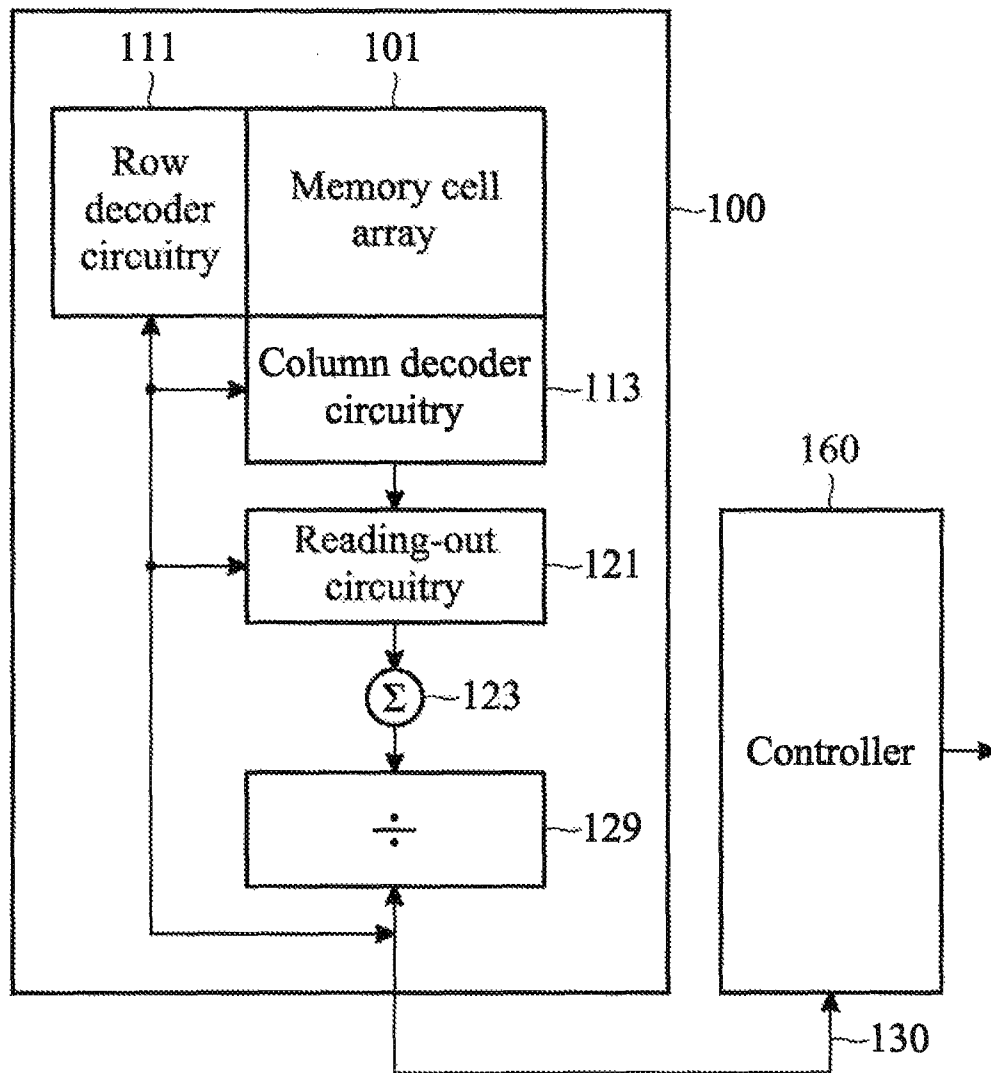 111
101
Row
decoder
circuitry
Memory cell
array
100
Column decoder
circuitry
113
160
Reading-out
circuitry
121
Σ
123
Controller
÷
129
130